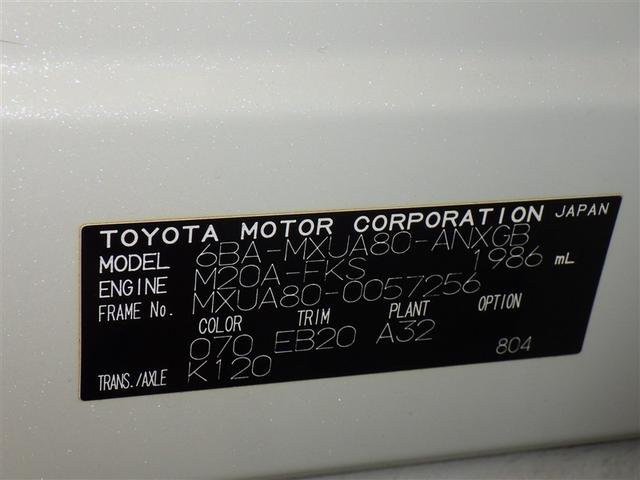 TOYOTA MOTOR CORPORATION JAPAN
MODEL 6BA-MXUA80-ANXGB
ENGINE M20A-FKS 1986 mL
FRAME No. MXUA80-0057256
COLOR TRIM PLANT OPTION
070 EB20 A32
TRANS./AXLE K120 804